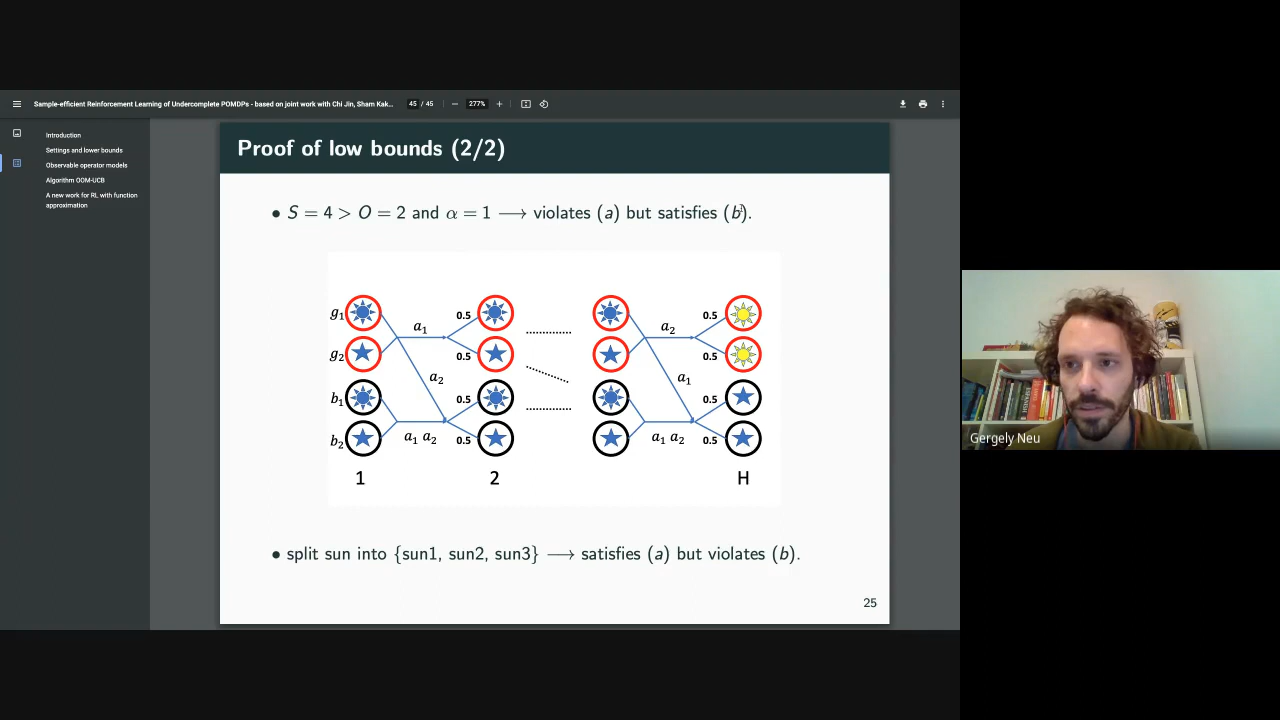 Sample-efficient Reinforcement Learning of Undercomplete POMDPs - based on joint work with Chi Jin, Sham Kak...
45 / 45
277%
Introduction
Settings and lower bounds
Observable operator models
Algorithm OOM-UCB
A new work for RL with function
approximation
Proof of low bounds (2/2)
• S = 4 > O = 2 and α = 1 ⟶ violates (a) but satisfies (b).
g₁ 0.5 0.5
a₁ a₂
g₂ 0.5 0.5
a₂ a₁
b₁ 0.5 0.5
b₂ a₁ a₂ 0.5 a₁ a₂ 0.5
1 2 H
• split sun into {sun1, sun2, sun3} ⟶ satisfies (a) but violates (b).
25
Gergely Neu